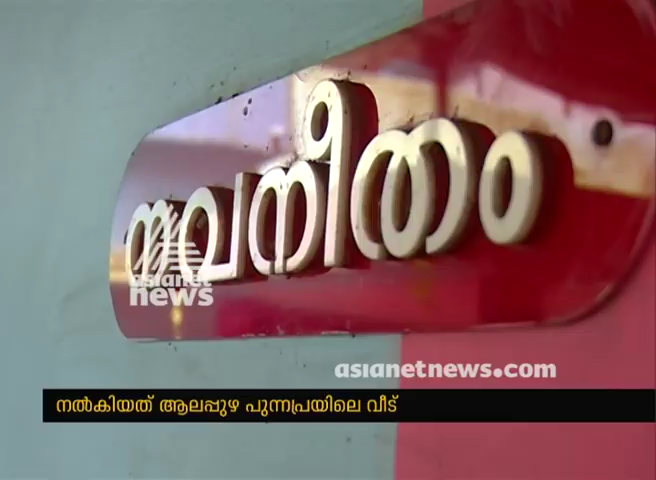 നവനീതം
asianet
news
asianetnews.com
നൽകിയത് ആലപ്പുഴ പുന്നപ്രയിലെ വീട്